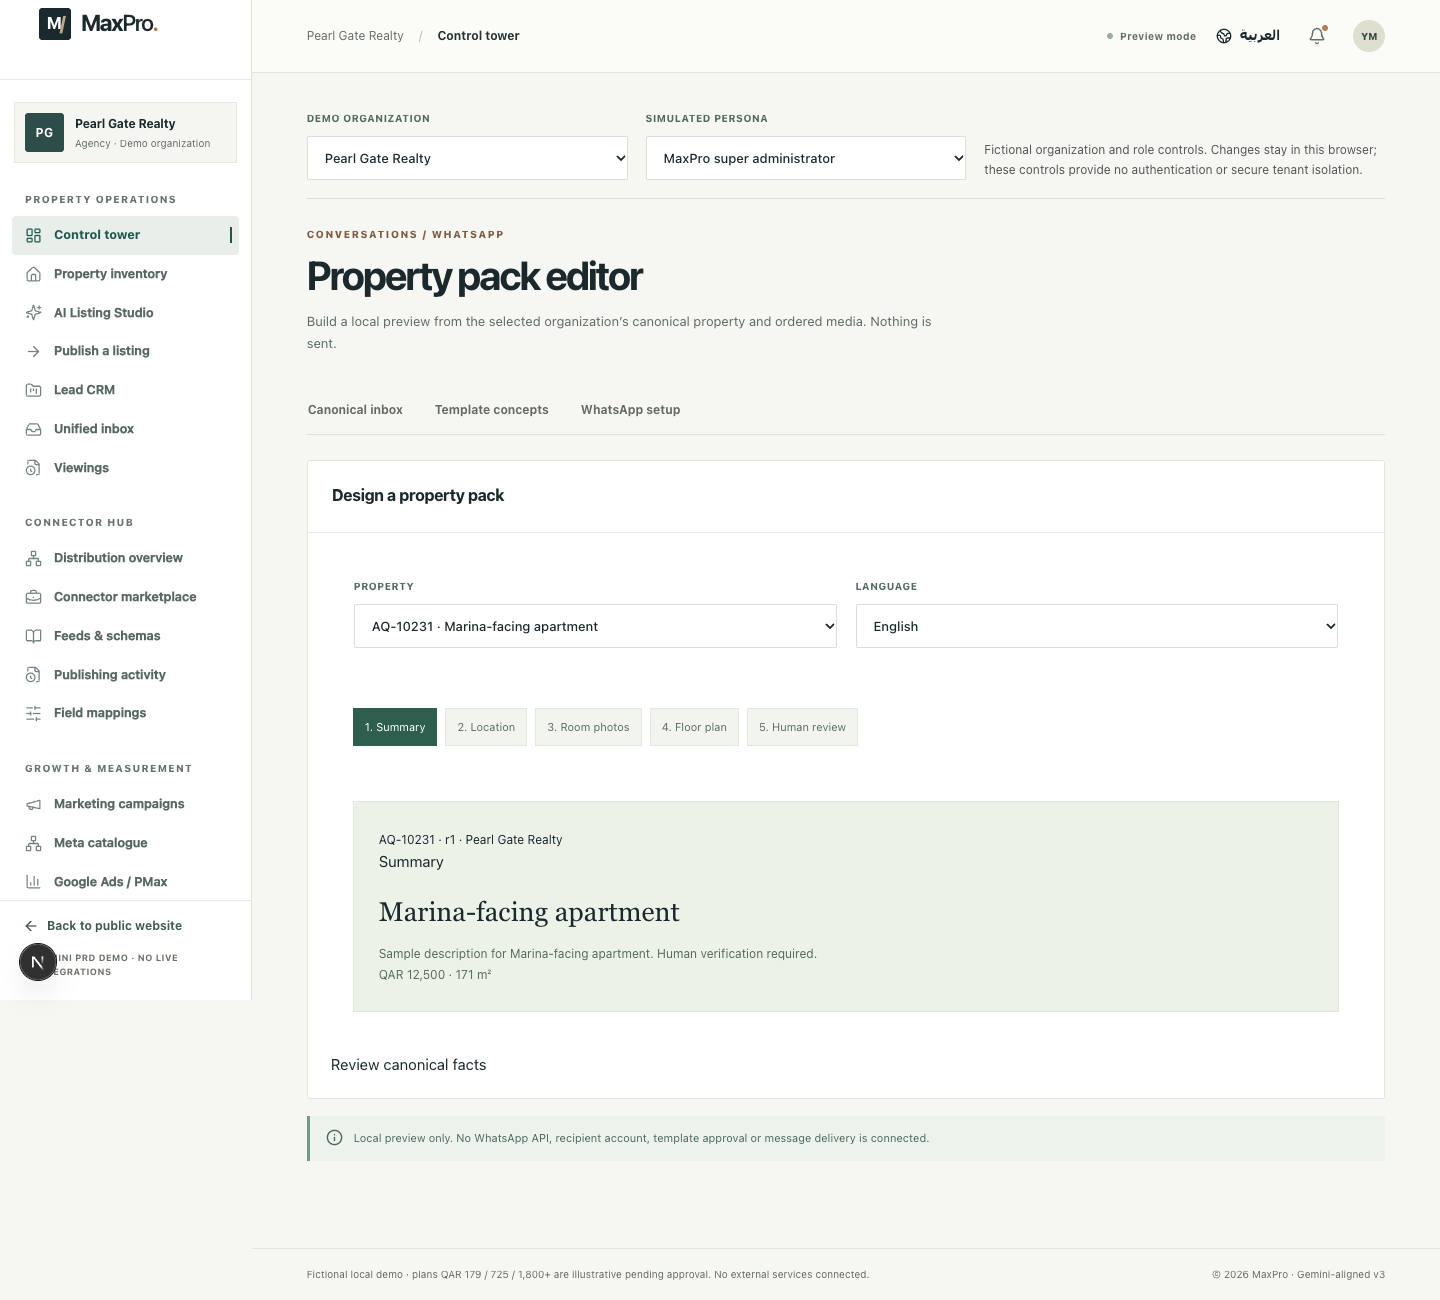 M/ MaxPro.
Pearl Gate Realty / Control tower
Preview mode
العربية
YM
PG
Pearl Gate Realty
Agency · Demo organization
PROPERTY OPERATIONS
Control tower
Property inventory
AI Listing Studio
Publish a listing
Lead CRM
Unified inbox
Viewings
CONNECTOR HUB
Distribution overview
Connector marketplace
Feeds & schemas
Publishing activity
Field mappings
GROWTH & MEASUREMENT
Marketing campaigns
Meta catalogue
Google Ads / PMax
Back to public website
N
INI PRD DEMO · NO LIVE
EGRATIONS
DEMO ORGANIZATION
Pearl Gate Realty
SIMULATED PERSONA
MaxPro super administrator
Fictional organization and role controls. Changes stay in this browser;
these controls provide no authentication or secure tenant isolation.
CONVERSATIONS / WHATSAPP
Property pack editor
Build a local preview from the selected organization's canonical property and ordered media. Nothing is
sent.
Canonical inbox
Template concepts
WhatsApp setup
Design a property pack
PROPERTY
AQ-10231 · Marina-facing apartment
LANGUAGE
English
1. Summary
2. Location
3. Room photos
4. Floor plan
5. Human review
AQ-10231 · r1 · Pearl Gate Realty
Summary
Marina-facing apartment
Sample description for Marina-facing apartment. Human verification required.
QAR 12,500 · 171 m²
Review canonical facts
Local preview only. No WhatsApp API, recipient account, template approval or message delivery is connected.
Fictional local demo · plans QAR 179 / 725 / 1,800+ are illustrative pending approval. No external services connected.
© 2026 MaxPro · Gemini-aligned v3